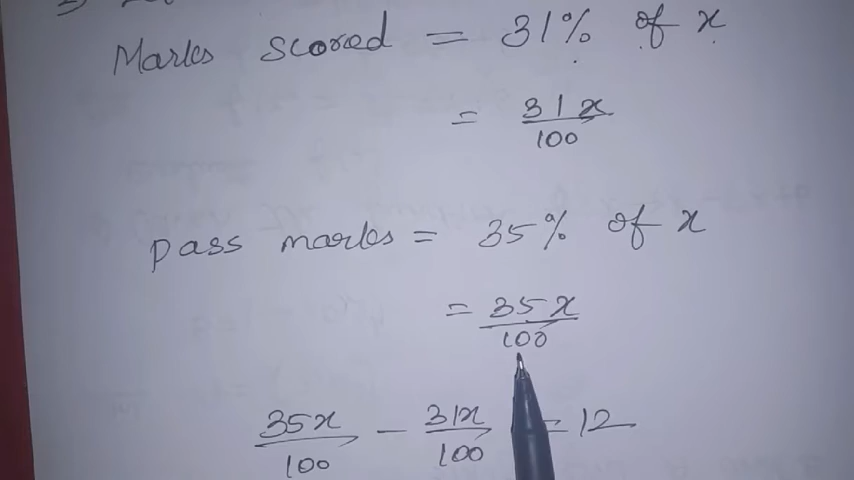 Marks scored = 31% of x
= 31x/100
pass marks = 35% of x
= 35x/100
35x/100 - 31x/100 = 12